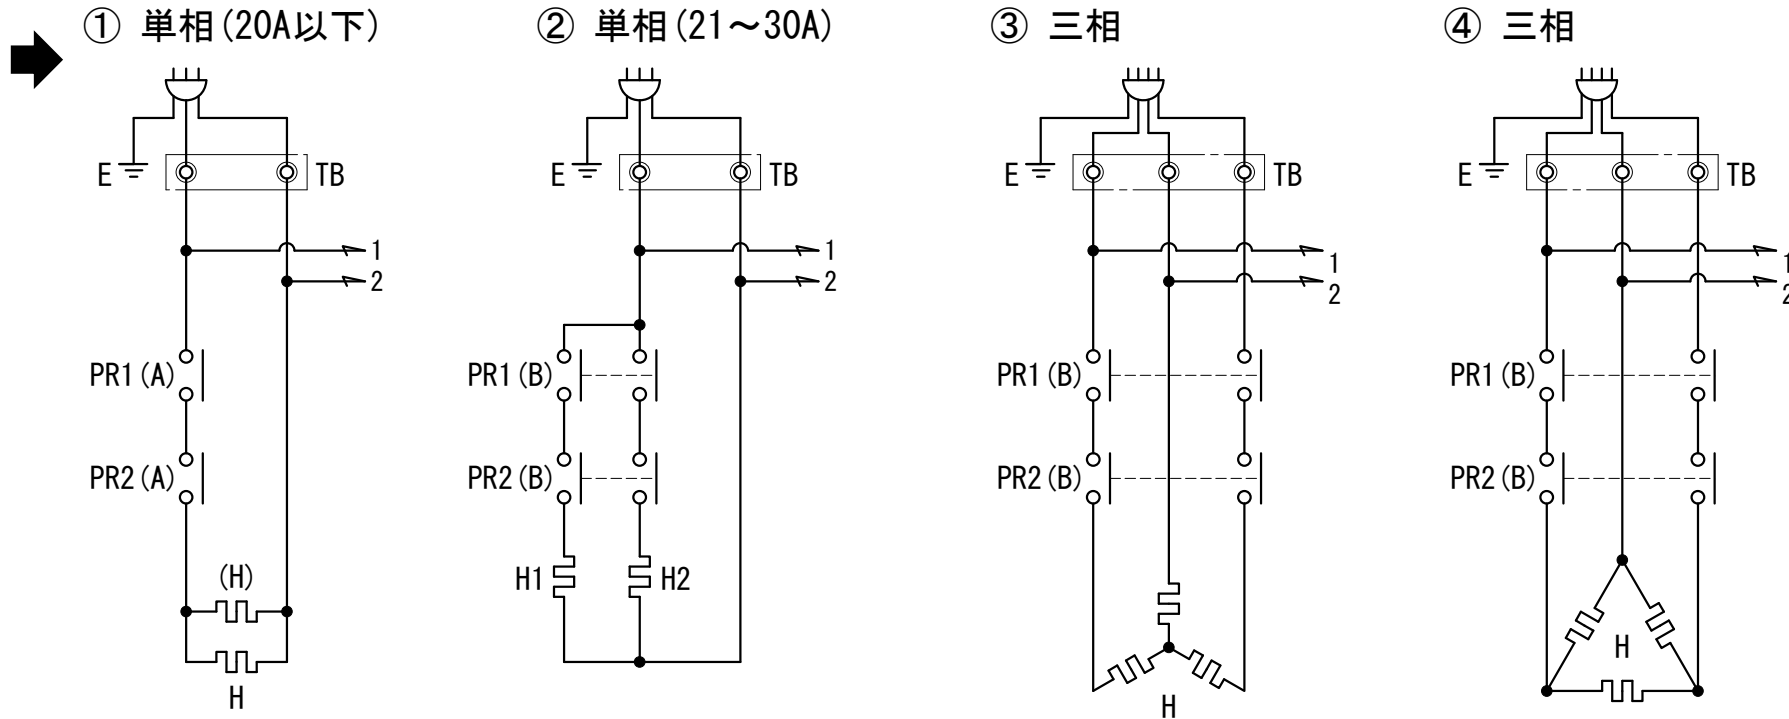 ① 単相(20A以下)
E
TB
1
2
PR1(A)
PR2(A)
(H)
H
② 単相(21～30A)
E
TB
1
2
PR1(B)
PR2(B)
H1
H2
③ 三相
E
TB
1
2
PR1(B)
PR2(B)
H
④ 三相
E
TB
1
2
PR1(B)
PR2(B)
H